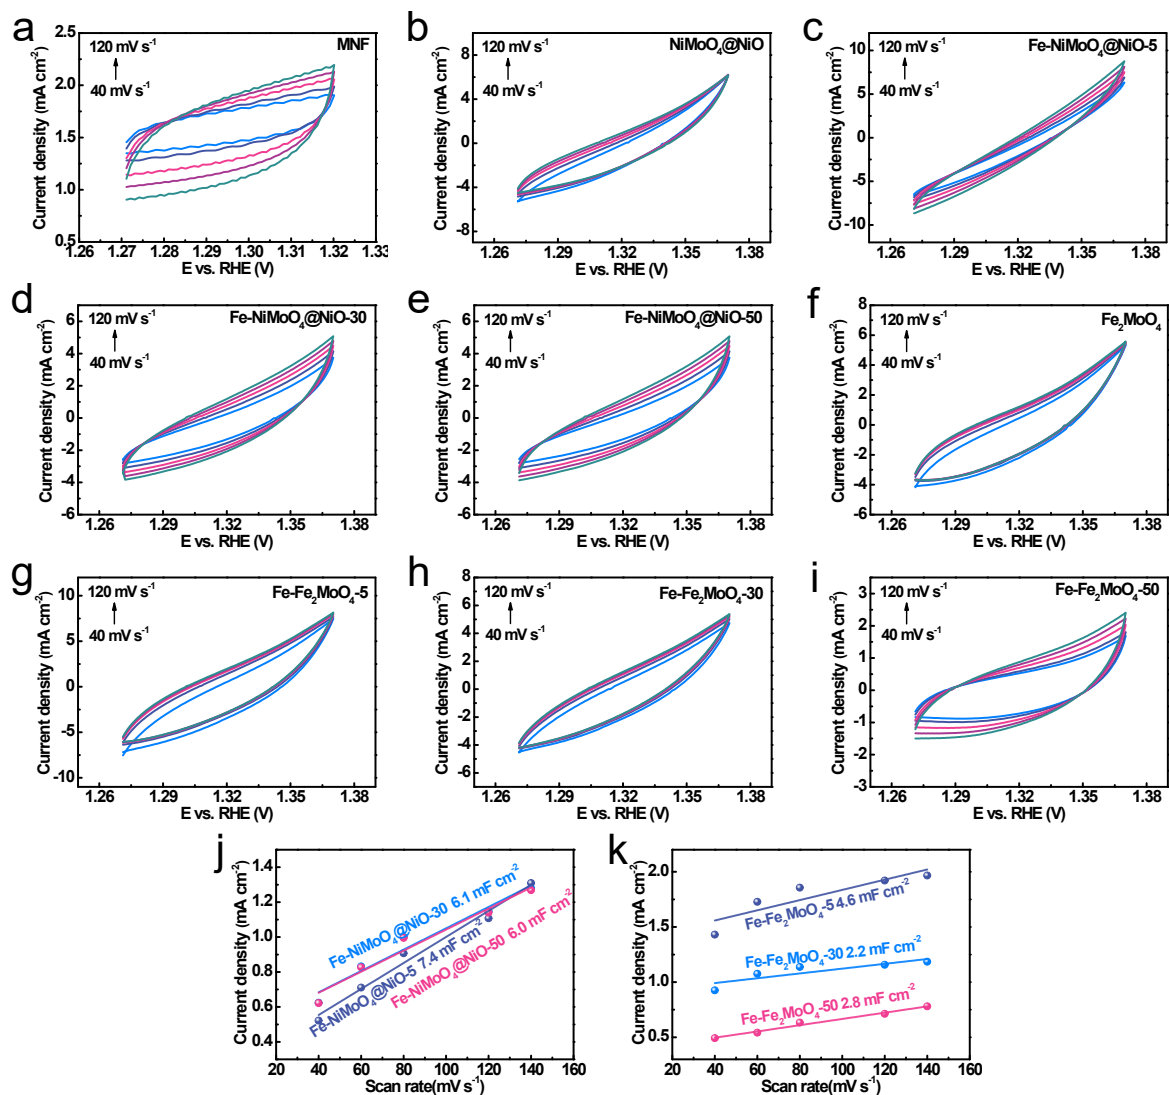 a
MNF
120 mV s⁻¹
40 mV s⁻¹
Current density (mA cm⁻²)
2.5
2.0
1.5
1.0
0.5
1.26 1.27 1.28 1.29 1.30 1.31 1.32 1.33
E vs. RHE (V)
b
NiMoO₄@NiO
120 mV s⁻¹
40 mV s⁻¹
Current density (mA cm⁻²)
8
4
0
-4
-8
1.26 1.29 1.32 1.35 1.38
E vs. RHE (V)
c
Fe-NiMoO₄@NiO-5
120 mV s⁻¹
40 mV s⁻¹
Current density (mA cm⁻²)
10
5
0
-5
-10
1.26 1.29 1.32 1.35 1.38
E vs. RHE (V)
d
Fe-NiMoO₄@NiO-30
120 mV s⁻¹
40 mV s⁻¹
Current density (mA cm⁻²)
6
4
2
0
-2
-4
-6
1.26 1.29 1.32 1.35 1.38
E vs. RHE (V)
e
Fe-NiMoO₄@NiO-50
120 mV s⁻¹
40 mV s⁻¹
Current density (mA cm⁻²)
6
4
2
0
-2
-4
-6
1.26 1.29 1.32 1.35 1.38
E vs. RHE (V)
f
Fe₂MoO₄
120 mV s⁻¹
40 mV s⁻¹
Current density (mA cm⁻²)
8
6
4
2
0
-2
-4
-6
1.26 1.29 1.32 1.35 1.38
E vs. RHE (V)
g
Fe-Fe₂MoO₄-5
120 mV s⁻¹
40 mV s⁻¹
Current density (mA cm⁻²)
10
5
0
-5
-10
1.26 1.29 1.32 1.35 1.38
E vs. RHE (V)
h
Fe-Fe₂MoO₄-30
120 mV s⁻¹
40 mV s⁻¹
Current density (mA cm⁻²)
8
6
4
2
0
-2
-4
-6
1.26 1.29 1.32 1.35 1.38
E vs. RHE (V)
i
Fe-Fe₂MoO₄-50
120 mV s⁻¹
40 mV s⁻¹
Current density (mA cm⁻²)
3
2
1
0
-1
-2
-3
1.26 1.29 1.32 1.35 1.38
E vs. RHE (V)
j
Current density (mA cm⁻²)
1.4
1.2
1.0
0.8
0.6
0.4
Fe-NiMoO₄@NiO-30 6.1 mF cm⁻²
Fe-NiMoO₄@NiO-5 7.4 mF cm⁻²
Fe-NiMoO₄@NiO-50 6.0 mF cm⁻²
20 40 60 80 100 120 140 160
Scan rate(mV s⁻¹)
k
Current density (mA cm⁻²)
2.0
1.5
1.0
0.5
Fe-Fe₂MoO₄-5 4.6 mF cm⁻²
Fe-Fe₂MoO₄-30 2.2 mF cm⁻²
Fe-Fe₂MoO₄-50 2.8 mF cm⁻²
20 40 60 80 100 120 140 160
Scan rate(mV s⁻¹)